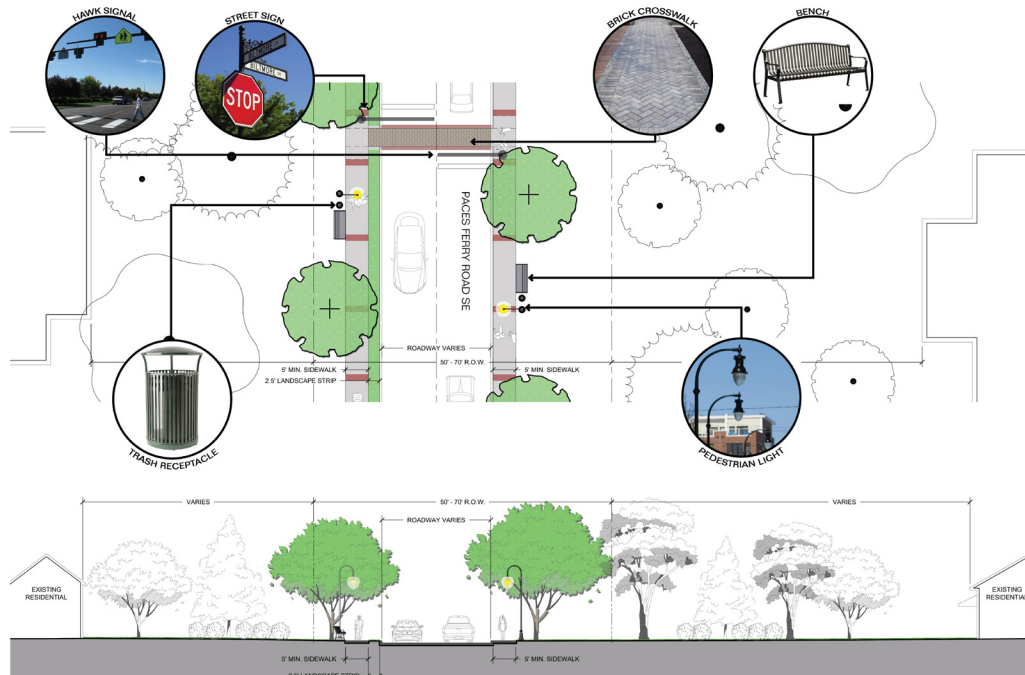 HAWK SIGNAL
STREET SIGN
BRICK CROSSWALK
BENCH
BILTMORE
STOP
PACES FERRY ROAD SE
ROADWAY VARIES
50' - 70' R.O.W.
5' MIN. SIDEWALK
5' MIN. SIDEWALK
2.5' LANDSCAPE STRIP
TRASH RECEPTACLE
PEDESTRIAN LIGHT
VARIES
50' - 70' R.O.W.
VARIES
ROADWAY VARIES
EXISTING
RESIDENTIAL
EXISTING
RESIDENTIAL
5' MIN. SIDEWALK
5' MIN. SIDEWALK